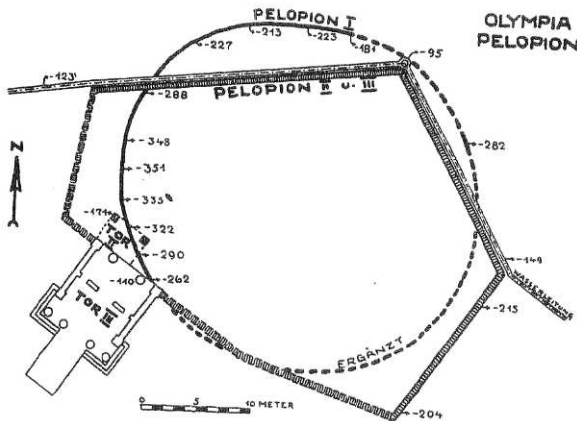 PELOPION I
OLYMPIA
PELOPION
-213
-223
-181
-227
-95
-123
-288
PELOPION II U. III
-282
-348
N
-351
-335
-171
TOR II
-322
-290
-149
-110
-262
WASSERLEITUNG
TOR III
-215
ERGÄNZT
0 5 10 METER
-204